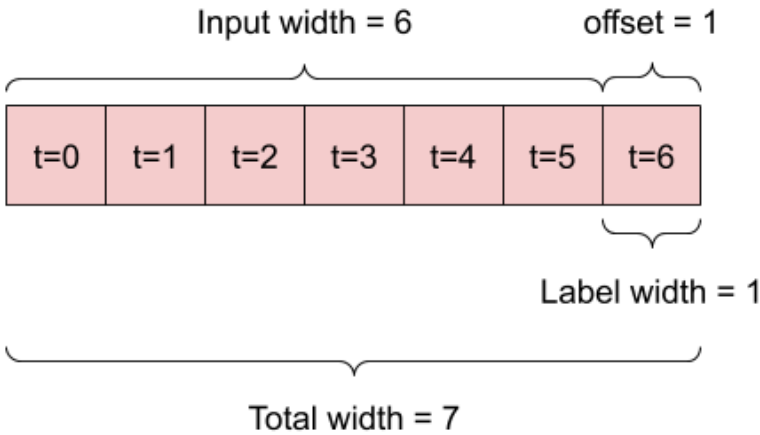 Input width = 6 offset = 1
t=0 t=1 t=2 t=3 t=4 t=5 t=6
Label width = 1
Total width = 7